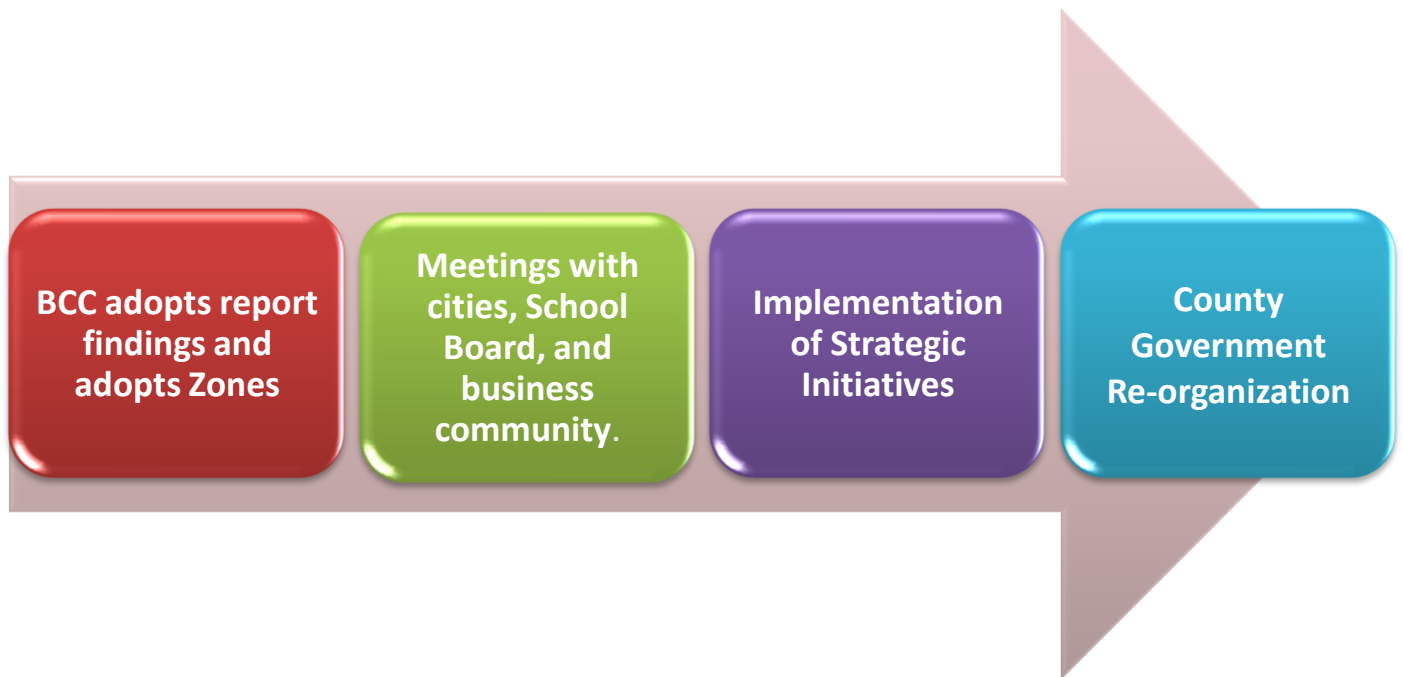 BCC adopts report
findings and
adopts Zones
Meetings with
cities, School
Board, and
business
community.
Implementation
of Strategic
Initiatives
County
Government
Re-organization